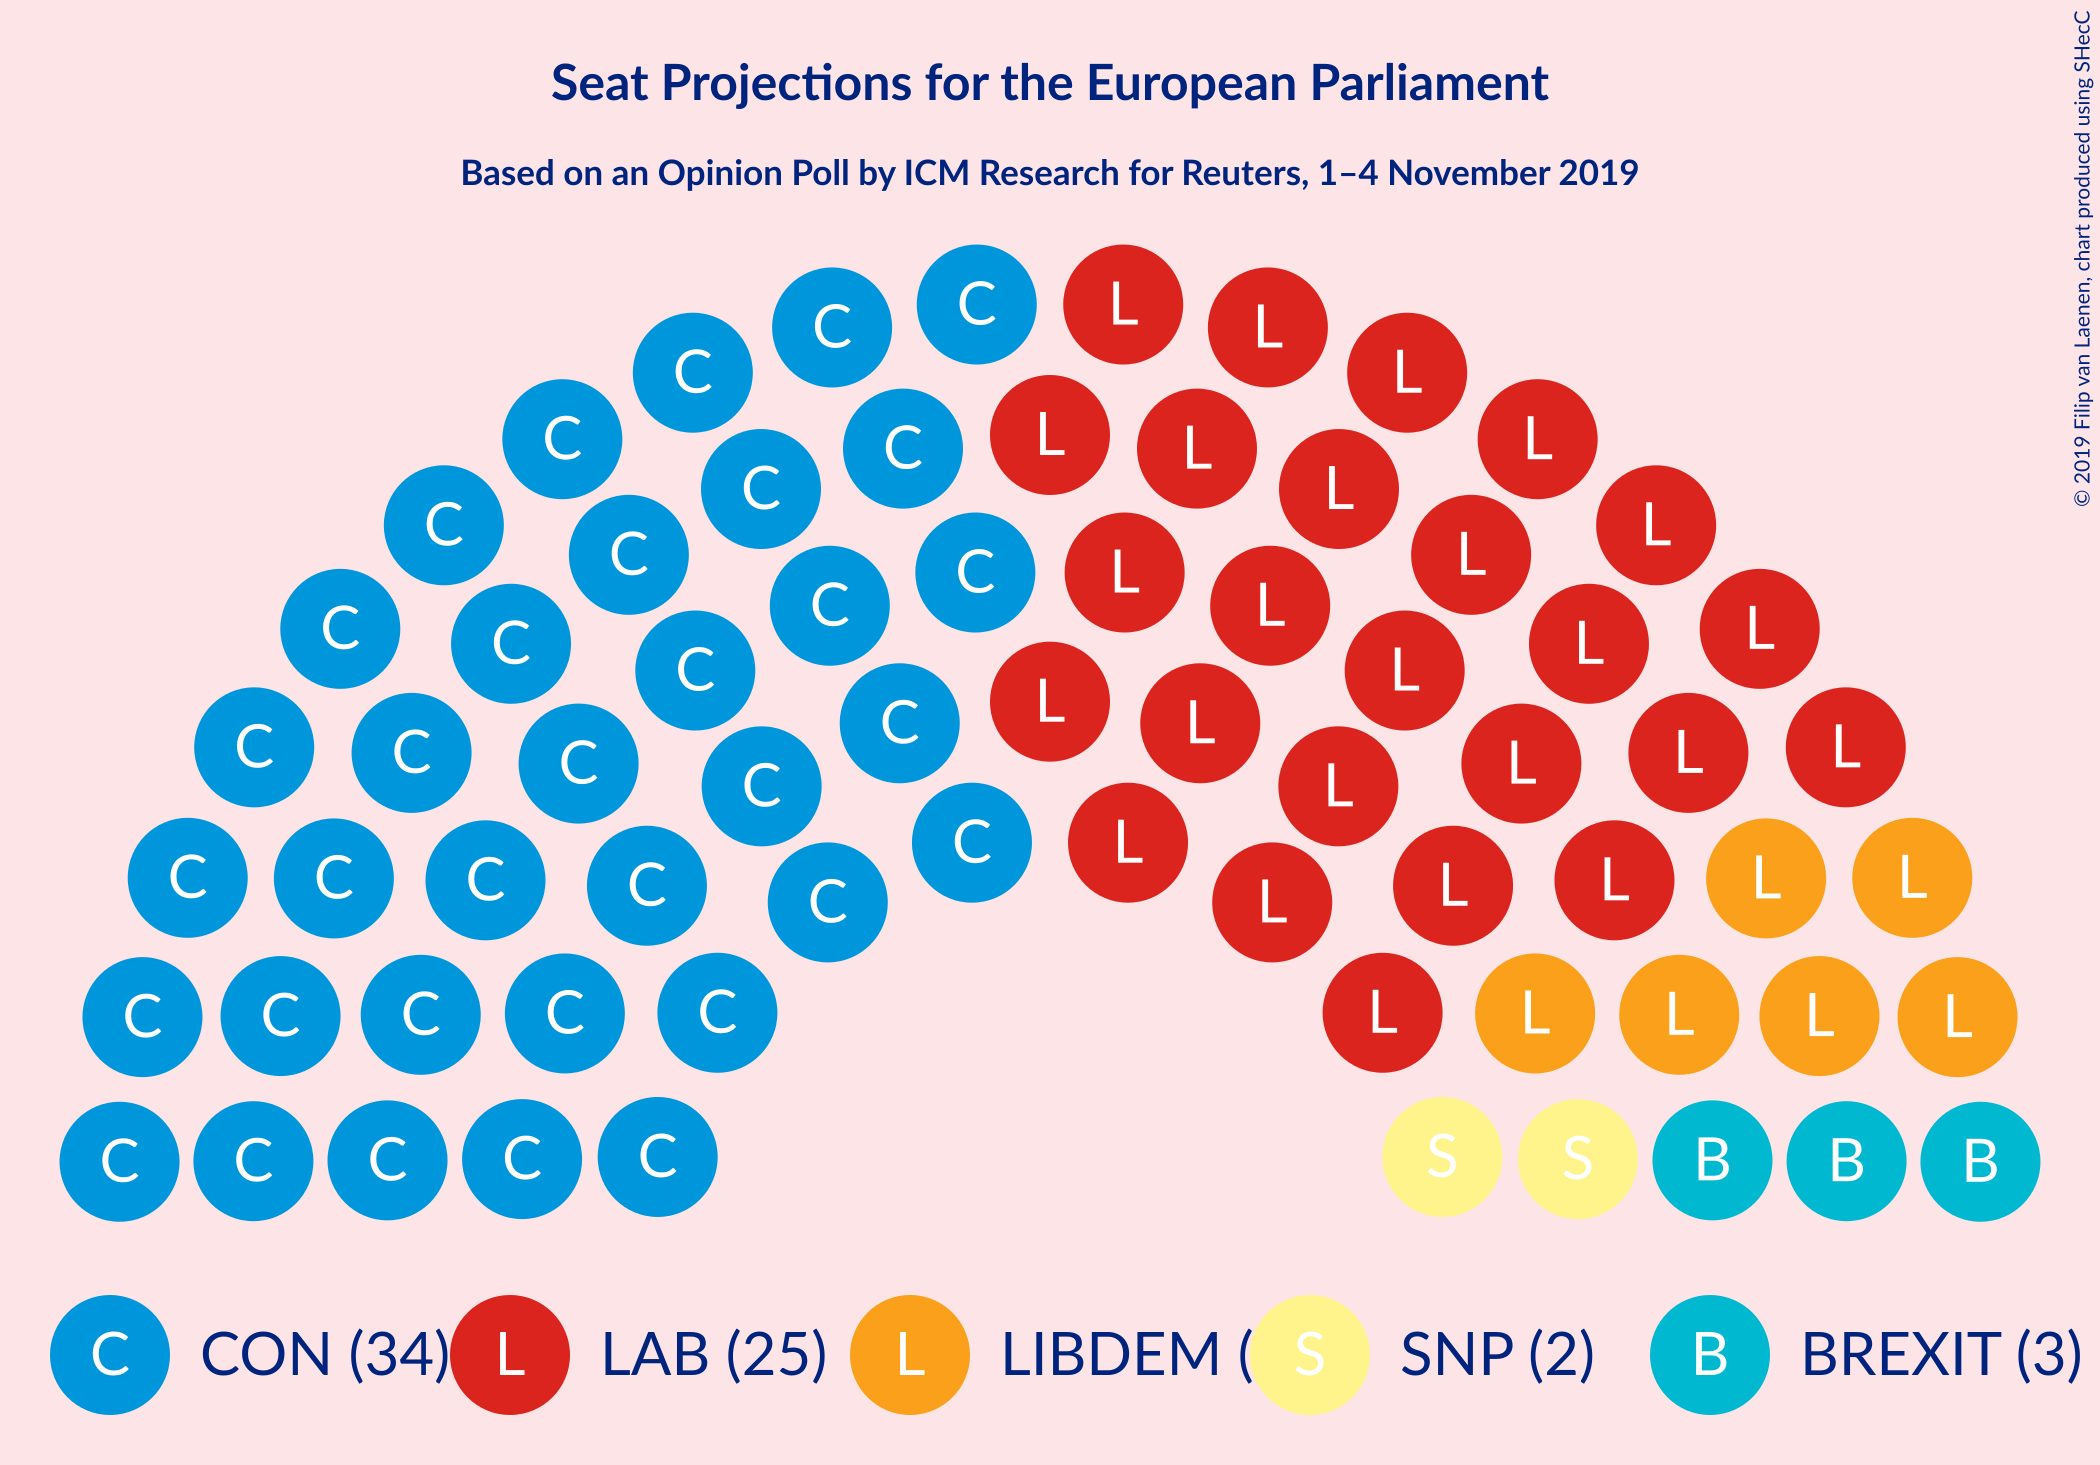 Seat Projections for the European Parliament
Based on an Opinion Poll by ICM Research for Reuters, 1–4 November 2019
© 2019 Filip van Laenen, chart produced using SHecC
C C L L
C C L L
C C C L L L
C C L L
C C L L
C C C L L L
C C C L L L
C C L L
C C C L L L
C C C L L L
C C C L L L
C C L L
C C C C C L L L L L
C L
C C C C C L L L L L
C C C C C S S B B B
C CON (34) L LAB (25) L LIBDEM ( S SNP (2) B BREXIT (3)